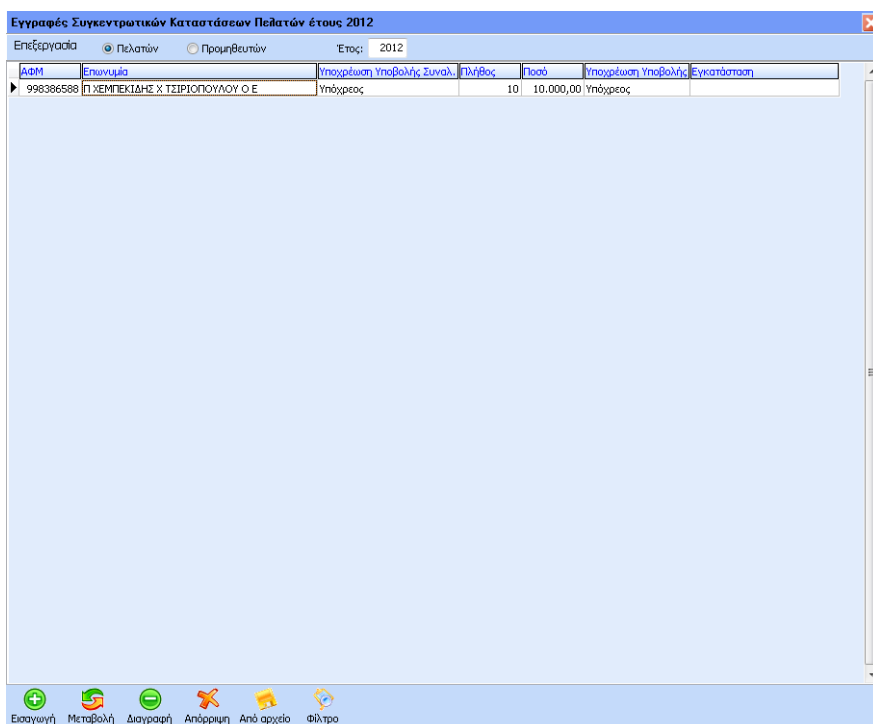 Εγγραφές Συγκεντρωτικών Καταστάσεων Πελατών έτους 2012
Επεξεργασία Πελατών Προμηθευτών Έτος: 2012
ΑΦΜ Επωνυμία Υποχρέωση Υποβολής Συναλ. Πλήθος Ποσό Υποχρέωση Υποβολής Εγκατάσταση
998386588 Π ΧΕΜΠΕΚΙΔΗΣ Χ ΤΣΙΡΙΟΠΟΥΛΟΥ Ο Ε Υπόχρεος 10 10.000,00 Υπόχρεος
Εισαγωγή Μεταβολή Διαγραφή Απόρριψη Από αρχείο Φίλτρο